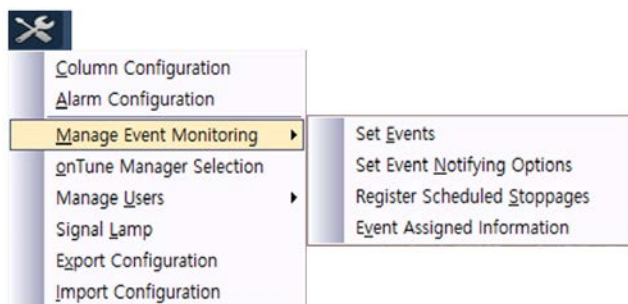 Column Configuration
Alarm Configuration
Manage Event Monitoring
onTune Manager Selection
Manage Users
Signal Lamp
Export Configuration
Import Configuration
Set Events
Set Event Notifying Options
Register Scheduled Stoppages
Event Assigned Information